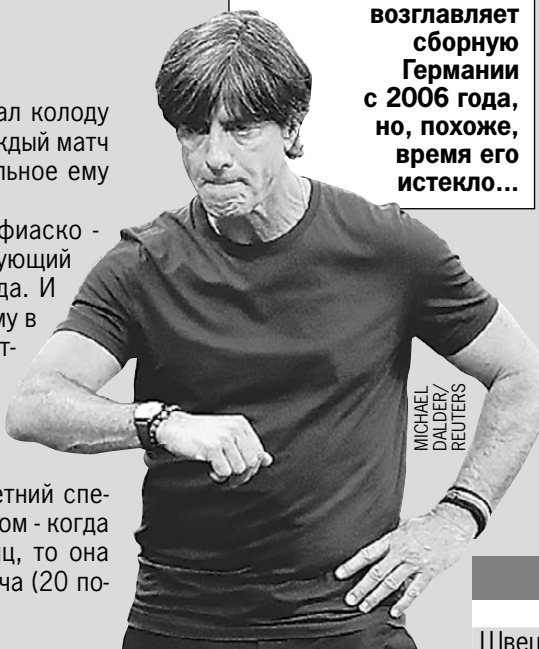 возглавляет
сборную
Германии
с 2006 года,
но, похоже,
время его
истекло...
ал колоду
ждый матч
льное ему
фиаско -
ующий
да. И
му в
т-
етний спе-
ом - когда
иц, то она
ча (20 по-
MICHAEL
DALDER/
REUTERS
Швец